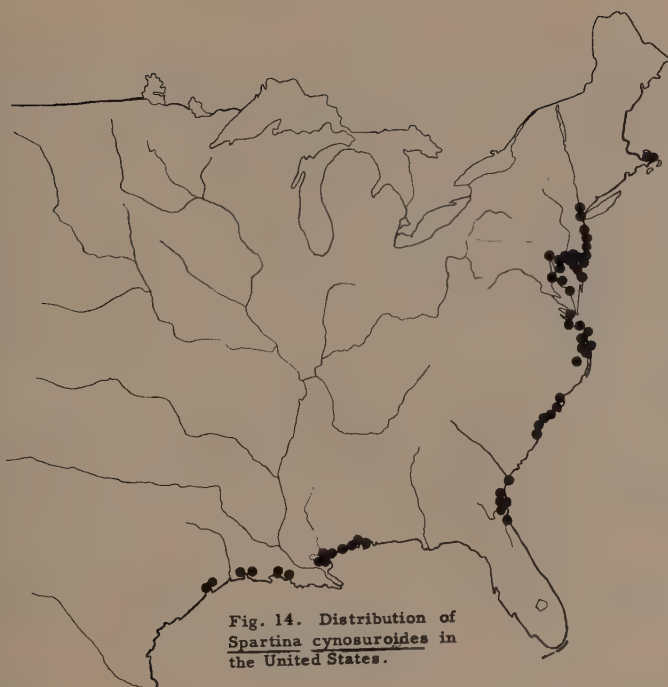 Fig. 14. Distribution of
Spartina cynosuroides in
the United States.